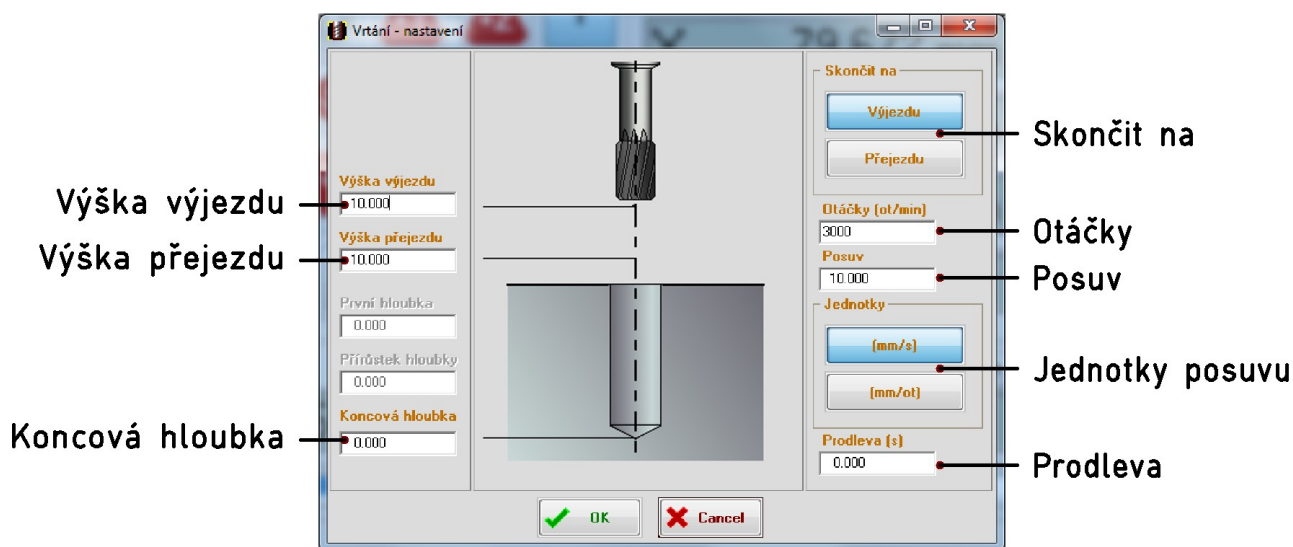 Vrtání - nastavení
Skončit na
Výjezdu
Přejezdu
Skončit na
Výška výjezdu
Výška výjezdu
10.000
Otáčky (ot/min)
3000
Otáčky
Výška přejezdu
Výška přejezdu
10.000
Posuv
10.000
Posuv
První hloubka
0.000
Jednotky
(mm/s)
(mm/ot)
Jednotky posuvu
Přírůstek hloubky
0.000
Koncová hloubka
Koncová hloubka
0.000
Prodleva (s)
0.000
Prodleva
OK
Cancel